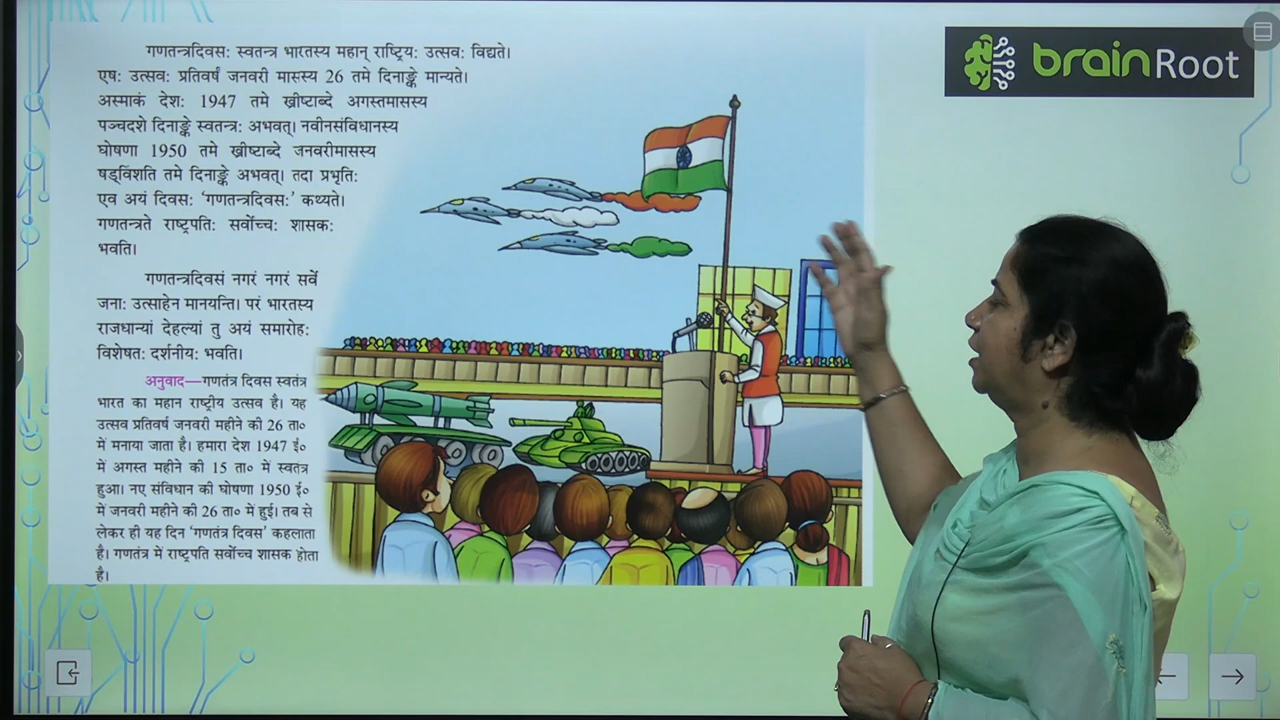 गणतन्त्रदिवसः स्वतन्त्र भारतस्य महान् राष्ट्रियः उत्सवः विद्यते।
एषः उत्सवः प्रतिवर्षं जनवरी मासस्य 26 तमे दिनाङ्के मान्यते।
अस्माकं देशः 1947 तमे ख्रीष्टाब्दे अगस्तमासस्य
पञ्चदशे दिनाङ्के स्वतन्त्रः अभवत्। नवीनसंविधानस्य
घोषणा 1950 तमे ख्रीष्टाब्दे जनवरीमासस्य
षड्विंशति तमे दिनाङ्के अभवत्। तदा प्रभृतिः
एव अयं दिवसः ‘गणतन्त्रदिवसः’ कथ्यते।
गणतन्त्रते राष्ट्रपतिः सर्वोच्चः शासकः
भवति।
गणतन्त्रदिवसं नगरं नगरं सर्वे
जनाः उत्साहेन मानयन्ति। परं भारतस्य
राजधान्यां देहल्यां तु अयं समारोहः
विशेषतः दर्शनीयः भवति।
अनुवाद—गणतंत्र दिवस स्वतंत्र
भारत का महान राष्ट्रीय उत्सव है। यह
उत्सव प्रतिवर्ष जनवरी महीने की 26 ता०
में मनाया जाता है। हमारा देश 1947 ई०
में अगस्त महीने की 15 ता० में स्वतंत्र
हुआ। नए संविधान की घोषणा 1950 ई०
में जनवरी महीने की 26 ता० में हुई। तब से
लेकर ही यह दिन ‘गणतंत्र दिवस’ कहलाता
है। गणतंत्र में राष्ट्रपति सर्वोच्च शासक होता
है।
brainRoot